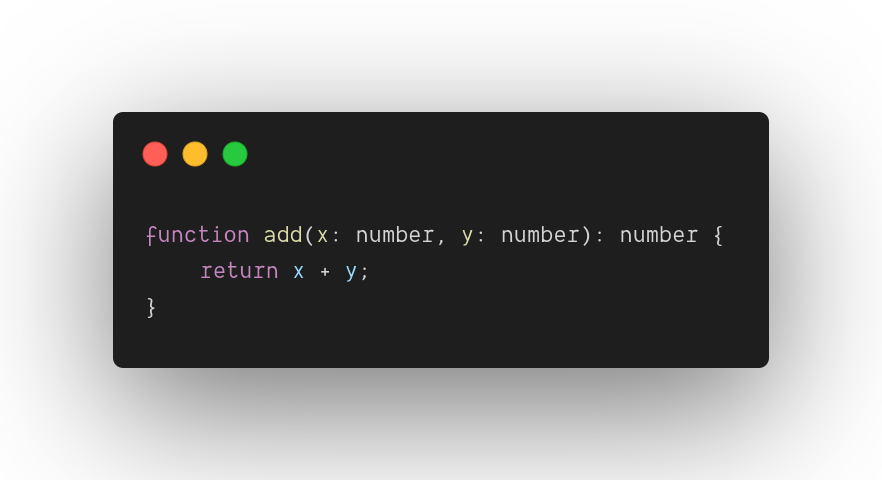 function add(x: number, y: number): number {
    return x + y;
}